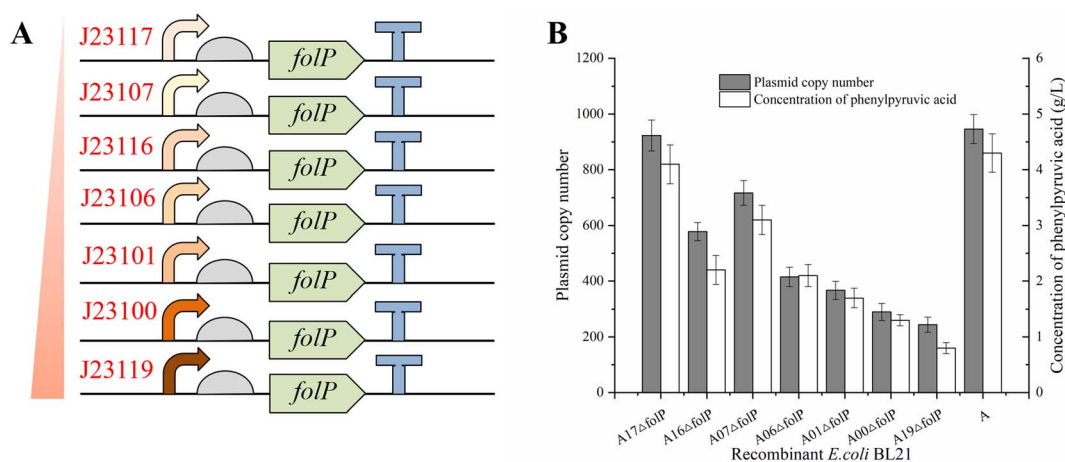 A
J23117
folP
J23107
folP
J23116
folP
J23106
folP
J23101
folP
J23100
folP
J23119
folP
B
Plasmid copy number
Concentration of phenylpyruvic acid
1200
1000
800
600
400
200
0
Plasmid copy number
6
5
4
3
2
1
0
Concentration of phenylpyruvic acid (g/L)
A17△folP
A16△folP
A07△folP
A06△folP
A01△folP
A00△folP
A19△folP
A
Recombinant E.coli BL21